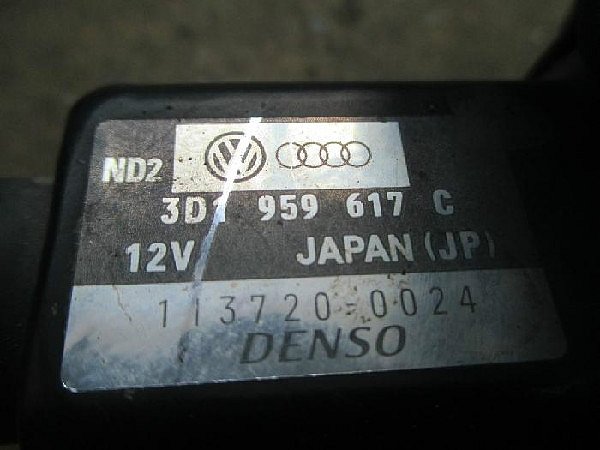 ND2
3D1 959 617 C
12V JAPAN (JP)
113720-0024
DENSO